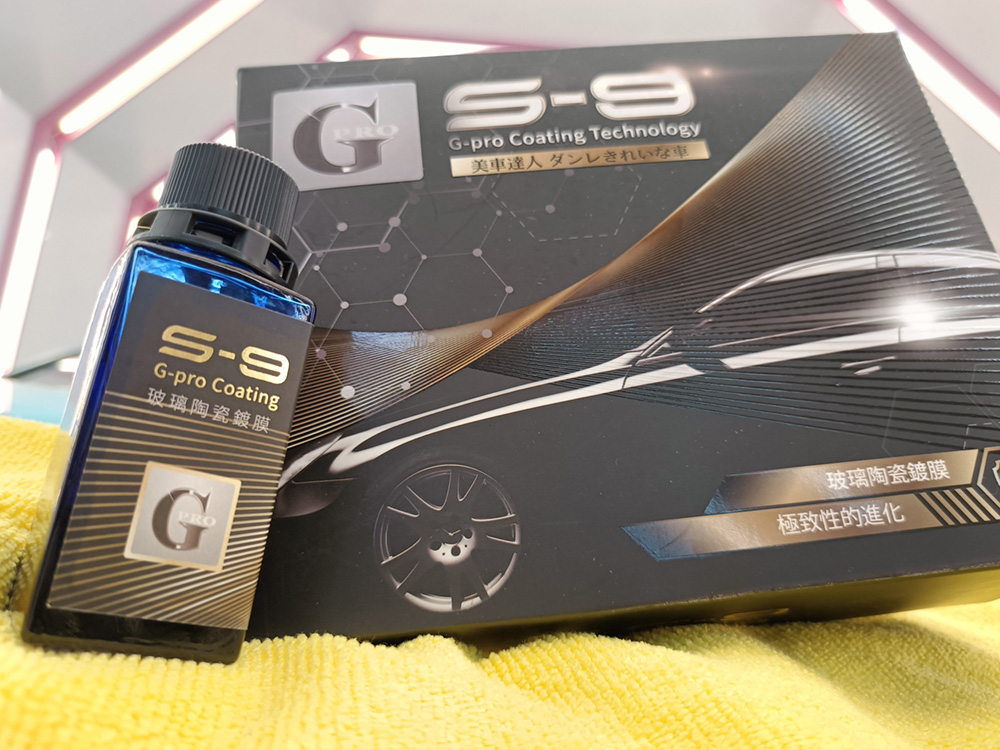 G
PRO
S-9
G-pro Coating Technology
美車達人 ダンレきれいな車
S-9
G-pro Coating
玻璃陶瓷鍍膜
G
PRO
玻璃陶瓷鍍膜
極致性的進化